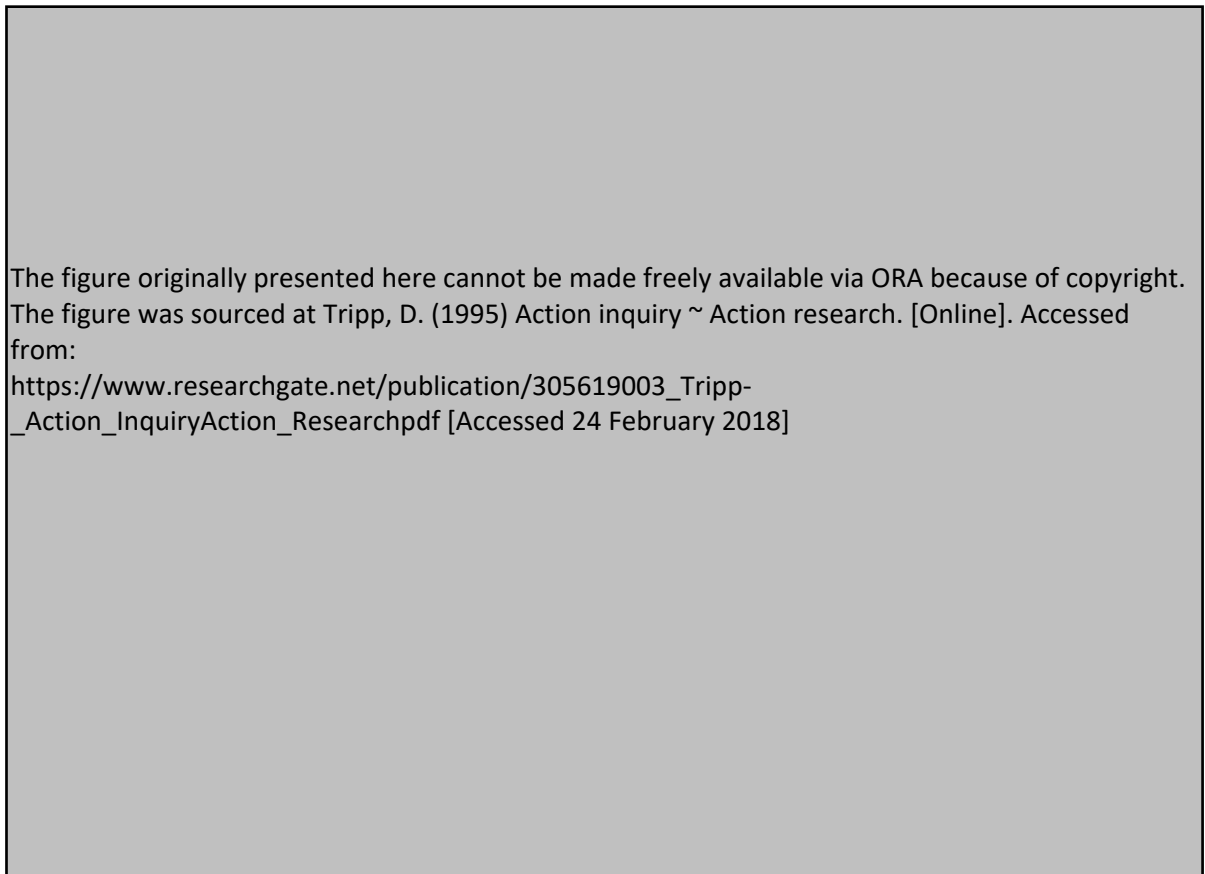 The figure originally presented here cannot be made freely available via ORA because of copyright.
The figure was sourced at Tripp, D. (1995) Action inquiry ~ Action research. [Online]. Accessed
from:
https://www.researchgate.net/publication/305619003_Tripp-
_Action_InquiryAction_Researchpdf [Accessed 24 February 2018]